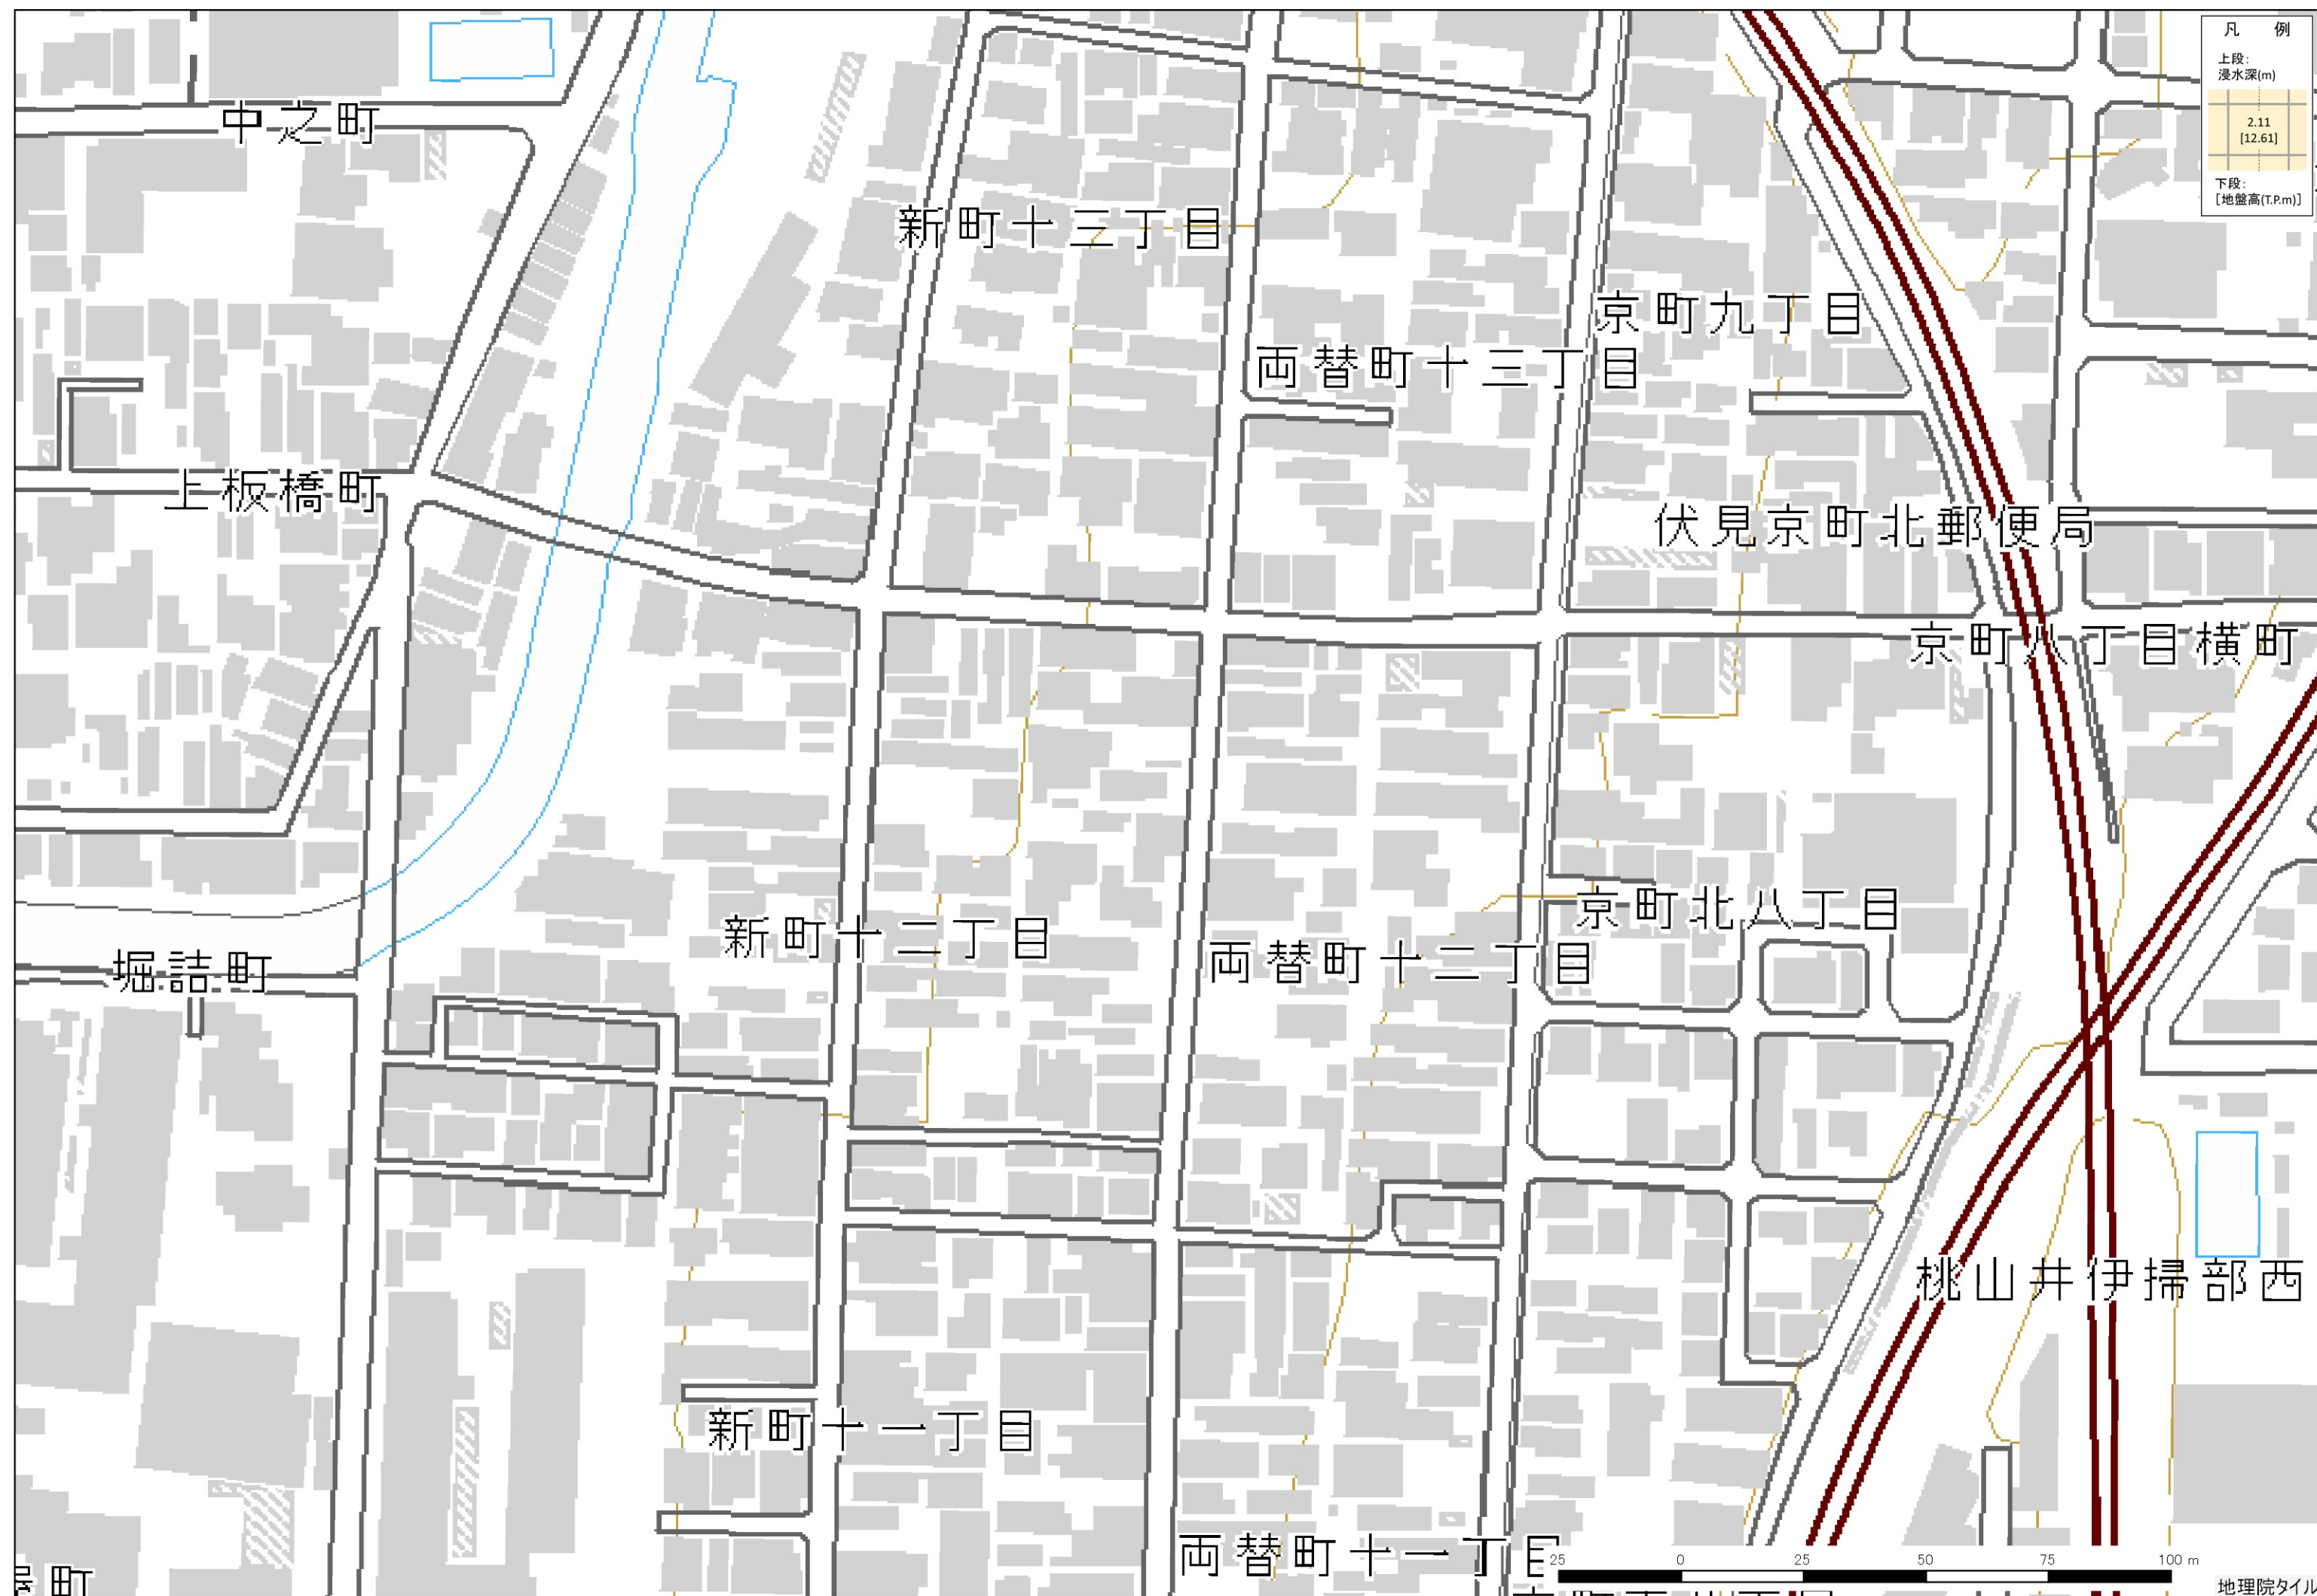 凡 例
上段:
浸水深(m)
2.11
[12.61]
下段:
[地盤高(T.P.m)]
中之町
新町十三丁目
京町九丁目
両替町十三丁目
上板橋町
伏見京町北郵便局
京町八丁目横町
京町北八丁目
新町十二丁目
両替町十二丁目
堀詰町
桃山井伊掃部西
新町十一丁目
両替町十一丁目
25 0 25 50 75 100 m
地理院タイル